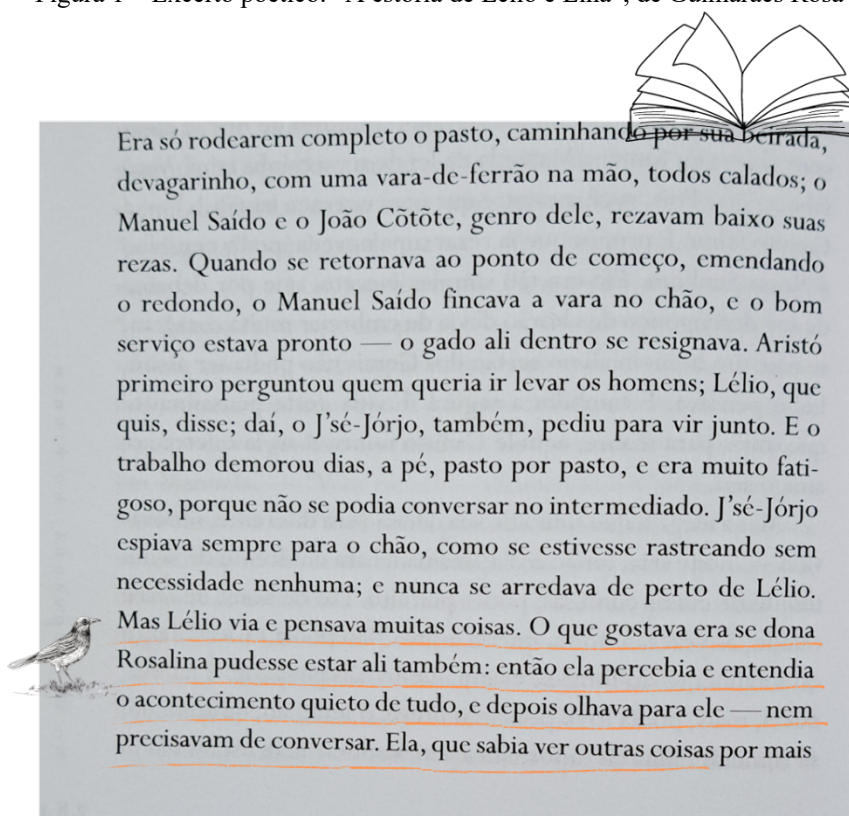 Figura 1 – Excerto poético: "A estória de Lélio e Lina", de Guimarães Rosa
Era só rodearem completo o pasto, caminhando por sua beirada,
devagarinho, com uma vara-de-ferrão na mão, todos calados; o
Manuel Saído e o João Cõtõte, genro dele, rezavam baixo suas
rezas. Quando se retornava ao ponto de começo, emendando
o redondo, o Manuel Saído fincava a vara no chão, e o bom
serviço estava pronto — o gado ali dentro se resignava. Aristó
primeiro perguntou quem queria ir levar os homens; Lélio, que
quis, disse; daí, o J'sé-Jórjo, também, pediu para vir junto. E o
trabalho demorou dias, a pé, pasto por pasto, e era muito fati-
goso, porque não se podia conversar no intermediado. J'sé-Jórjo
espiava sempre para o chão, como se estivesse rastreando sem
necessidade nenhuma; e nunca se arredava de perto de Lélio.
Mas Lélio via e pensava muitas coisas. O que gostava era se dona
Rosalina pudesse estar ali também: então ela percebia e entendia
o acontecimento quieto de tudo, e depois olhava para ele — nem
precisavam de conversar. Ela, que sabia ver outras coisas por mais